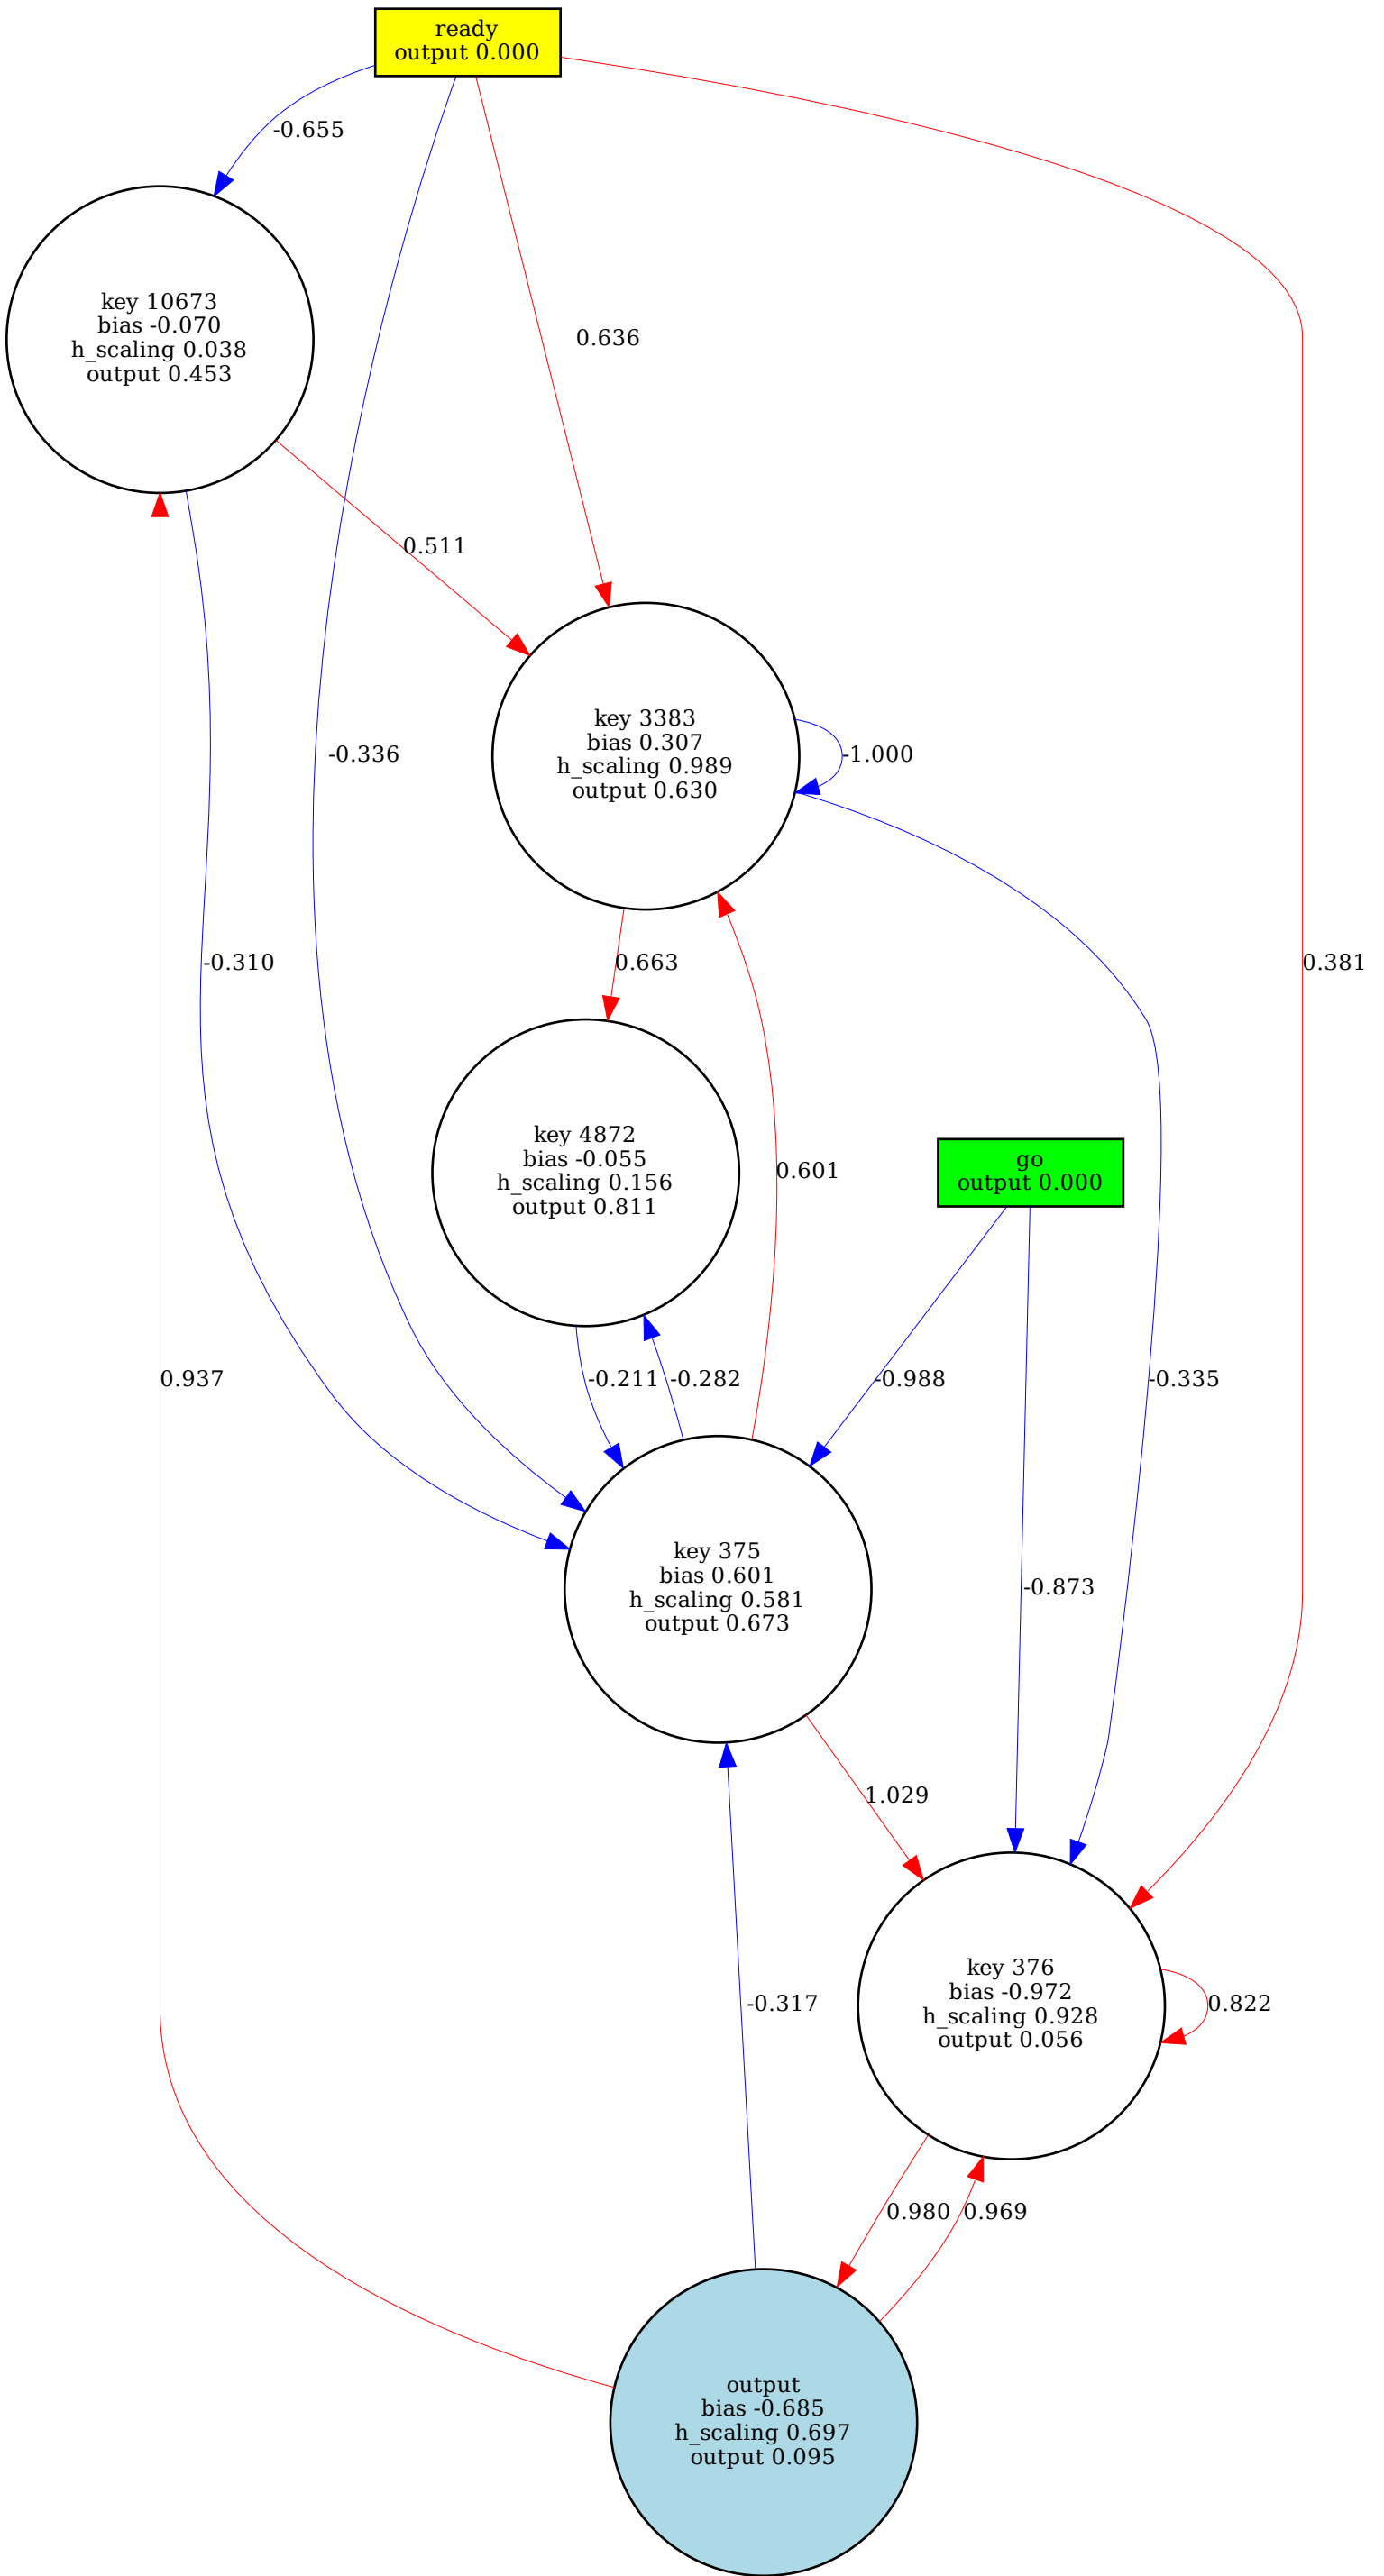 ready
output 0.000
-0.655
key 10673
bias -0.070
h_scaling 0.038
output 0.453
0.636
0.511
key 3383
bias 0.307
h_scaling 0.989
output 0.630
-0.336
-1.000
-0.310
0.663
0.381
key 4872
bias -0.055
h_scaling 0.156
output 0.811
0.601
go
output 0.000
0.937
-0.211
-0.282
-0.988
-0.335
key 375
bias 0.601
h_scaling 0.581
output 0.673
-0.873
1.029
key 376
bias -0.972
h_scaling 0.928
output 0.056
-0.317
0.822
0.980
0.969
output
bias -0.685
h_scaling 0.697
output 0.095